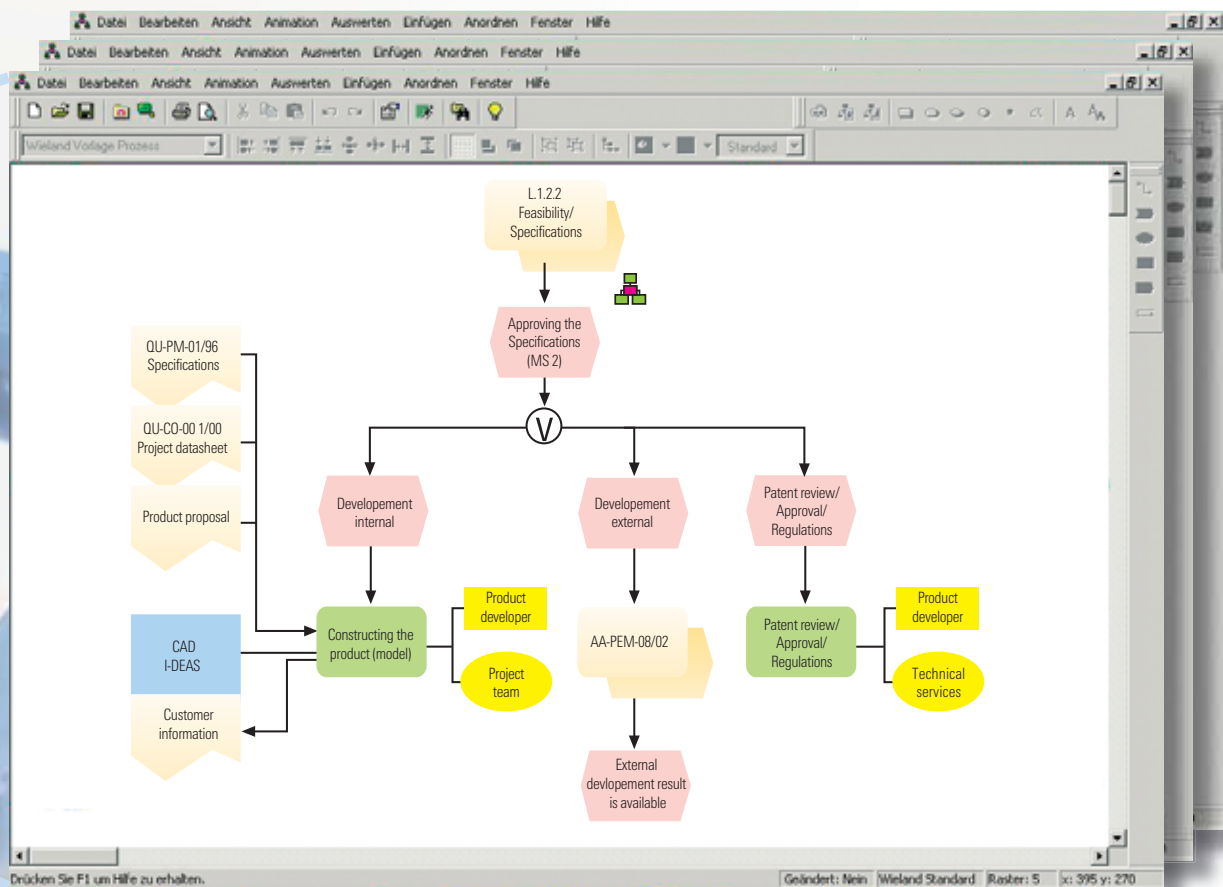 Datei Bearbeiten Ansicht Animation Auswerten Einfügen Anordnen Fenster Hilfe
Datei Bearbeiten Ansicht Animation Auswerten Einfügen Anordnen Fenster Hilfe
Datei Bearbeiten Ansicht Animation Auswerten Einfügen Anordnen Fenster Hilfe
Wieland Vorlage Prozess
Standard
L.1.2.2
Feasibility/
Specifications
Approving the
Specifications
(MS 2)
V
QU-PM-01/96
Specifications
QU-CO-00 1/00
Project datasheet
Product proposal
CAD
I-DEAS
Customer
information
Developement
internal
Developement
external
Patent review/
Approval/
Regulations
Constructing the
product (model)
Product
developer
Project
team
AA-PEM-08/02
Patent review/
Approval/
Regulations
Product
developer
Technical
services
External
devlopement result
is available
Drücken Sie F1 um Hilfe zu erhalten.
Geändert: Nein Wieland Standard Raster: 5 x: 395 y: 270